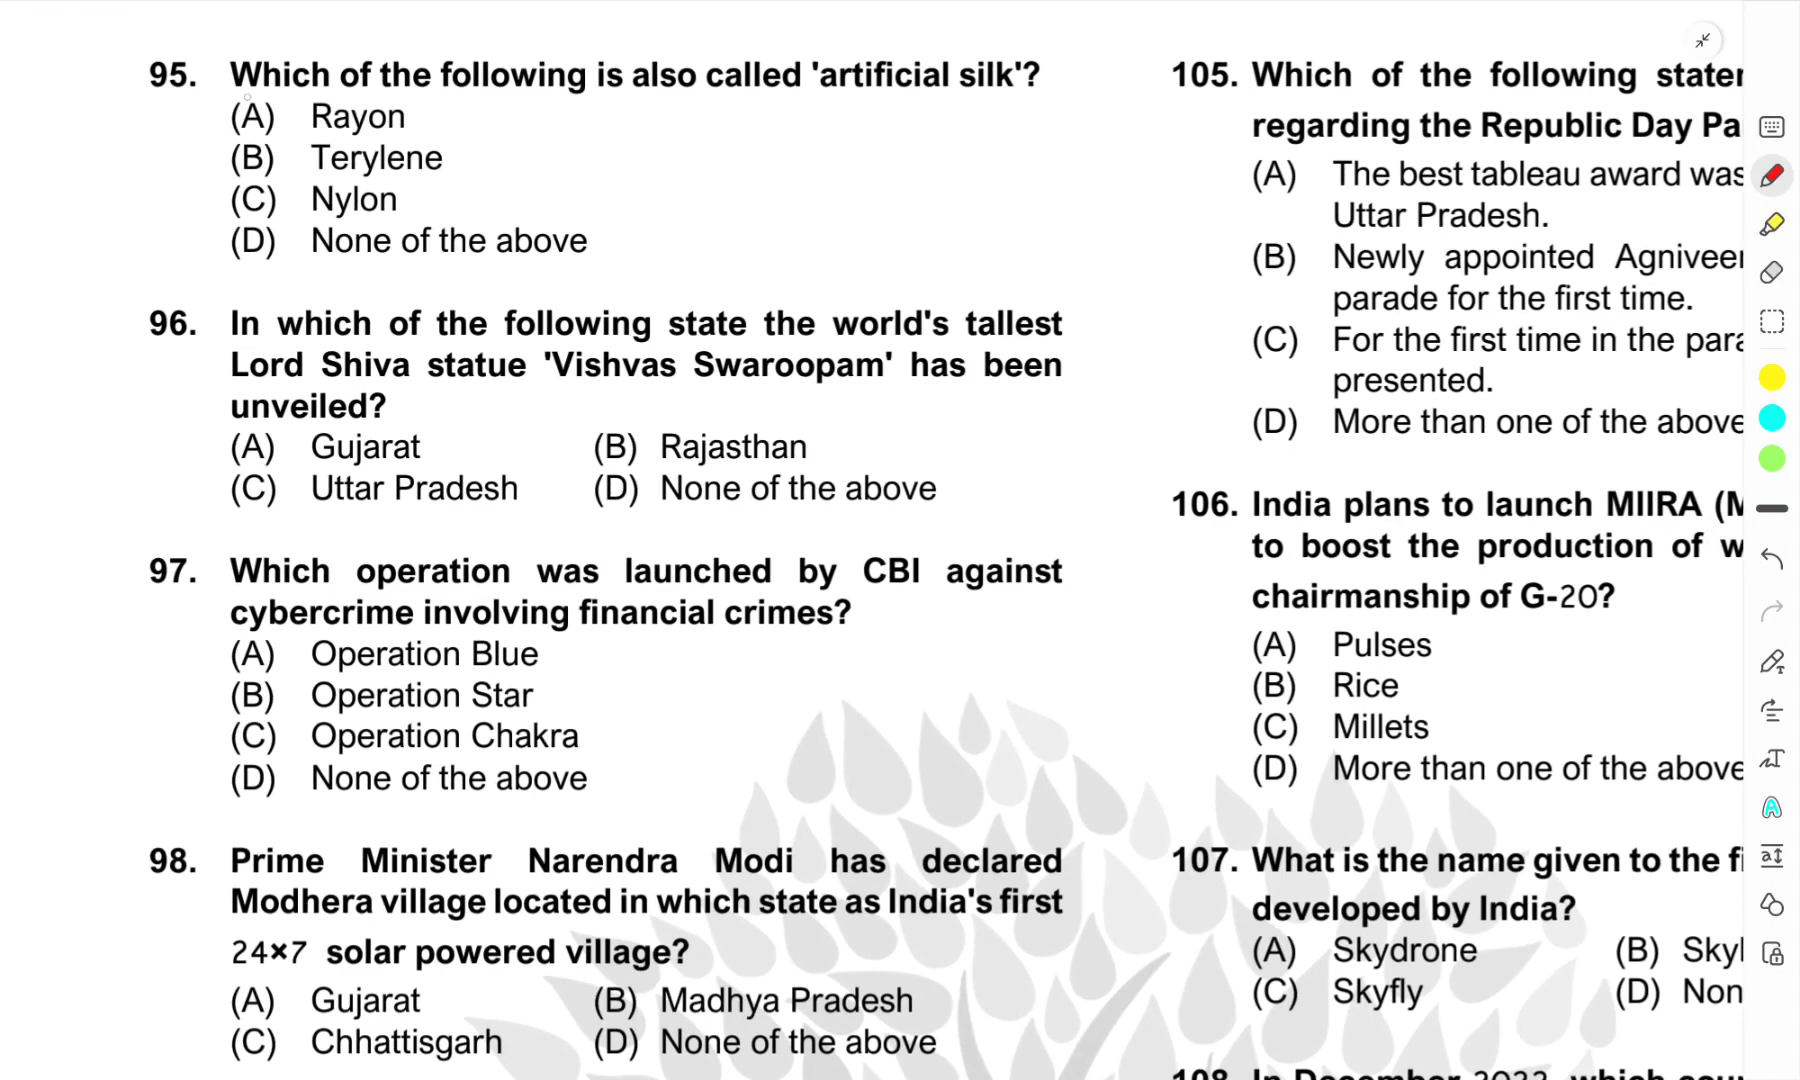 95. Which of the following is also called 'artificial silk'?
(A) Rayon
(B) Terylene
(C) Nylon
(D) None of the above
96. In which of the following state the world's tallest
Lord Shiva statue 'Vishvas Swaroopam' has been
unveiled?
(A) Gujarat (B) Rajasthan
(C) Uttar Pradesh (D) None of the above
97. Which operation was launched by CBI against
cybercrime involving financial crimes?
(A) Operation Blue
(B) Operation Star
(C) Operation Chakra
(D) None of the above
98. Prime Minister Narendra Modi has declared
Modhera village located in which state as India's first
24×7 solar powered village?
(A) Gujarat (B) Madhya Pradesh
(C) Chhattisgarh (D) None of the above
105. Which of the following
regarding the Republic Day
(A) The best tableau award was
Uttar Pradesh.
(B) Newly appointed
parade for the first time.
(C) For the first time in the
presented.
(D) More than one of the above
106. India plans to launch MIIRA
to boost the production of
chairmanship of G-20?
(A) Pulses
(B) Rice
(C) Millets
(D) More than one of the above
107. What is the name given to the
developed by India?
(A) Skydrone (B)
(C) Skyfly (D)